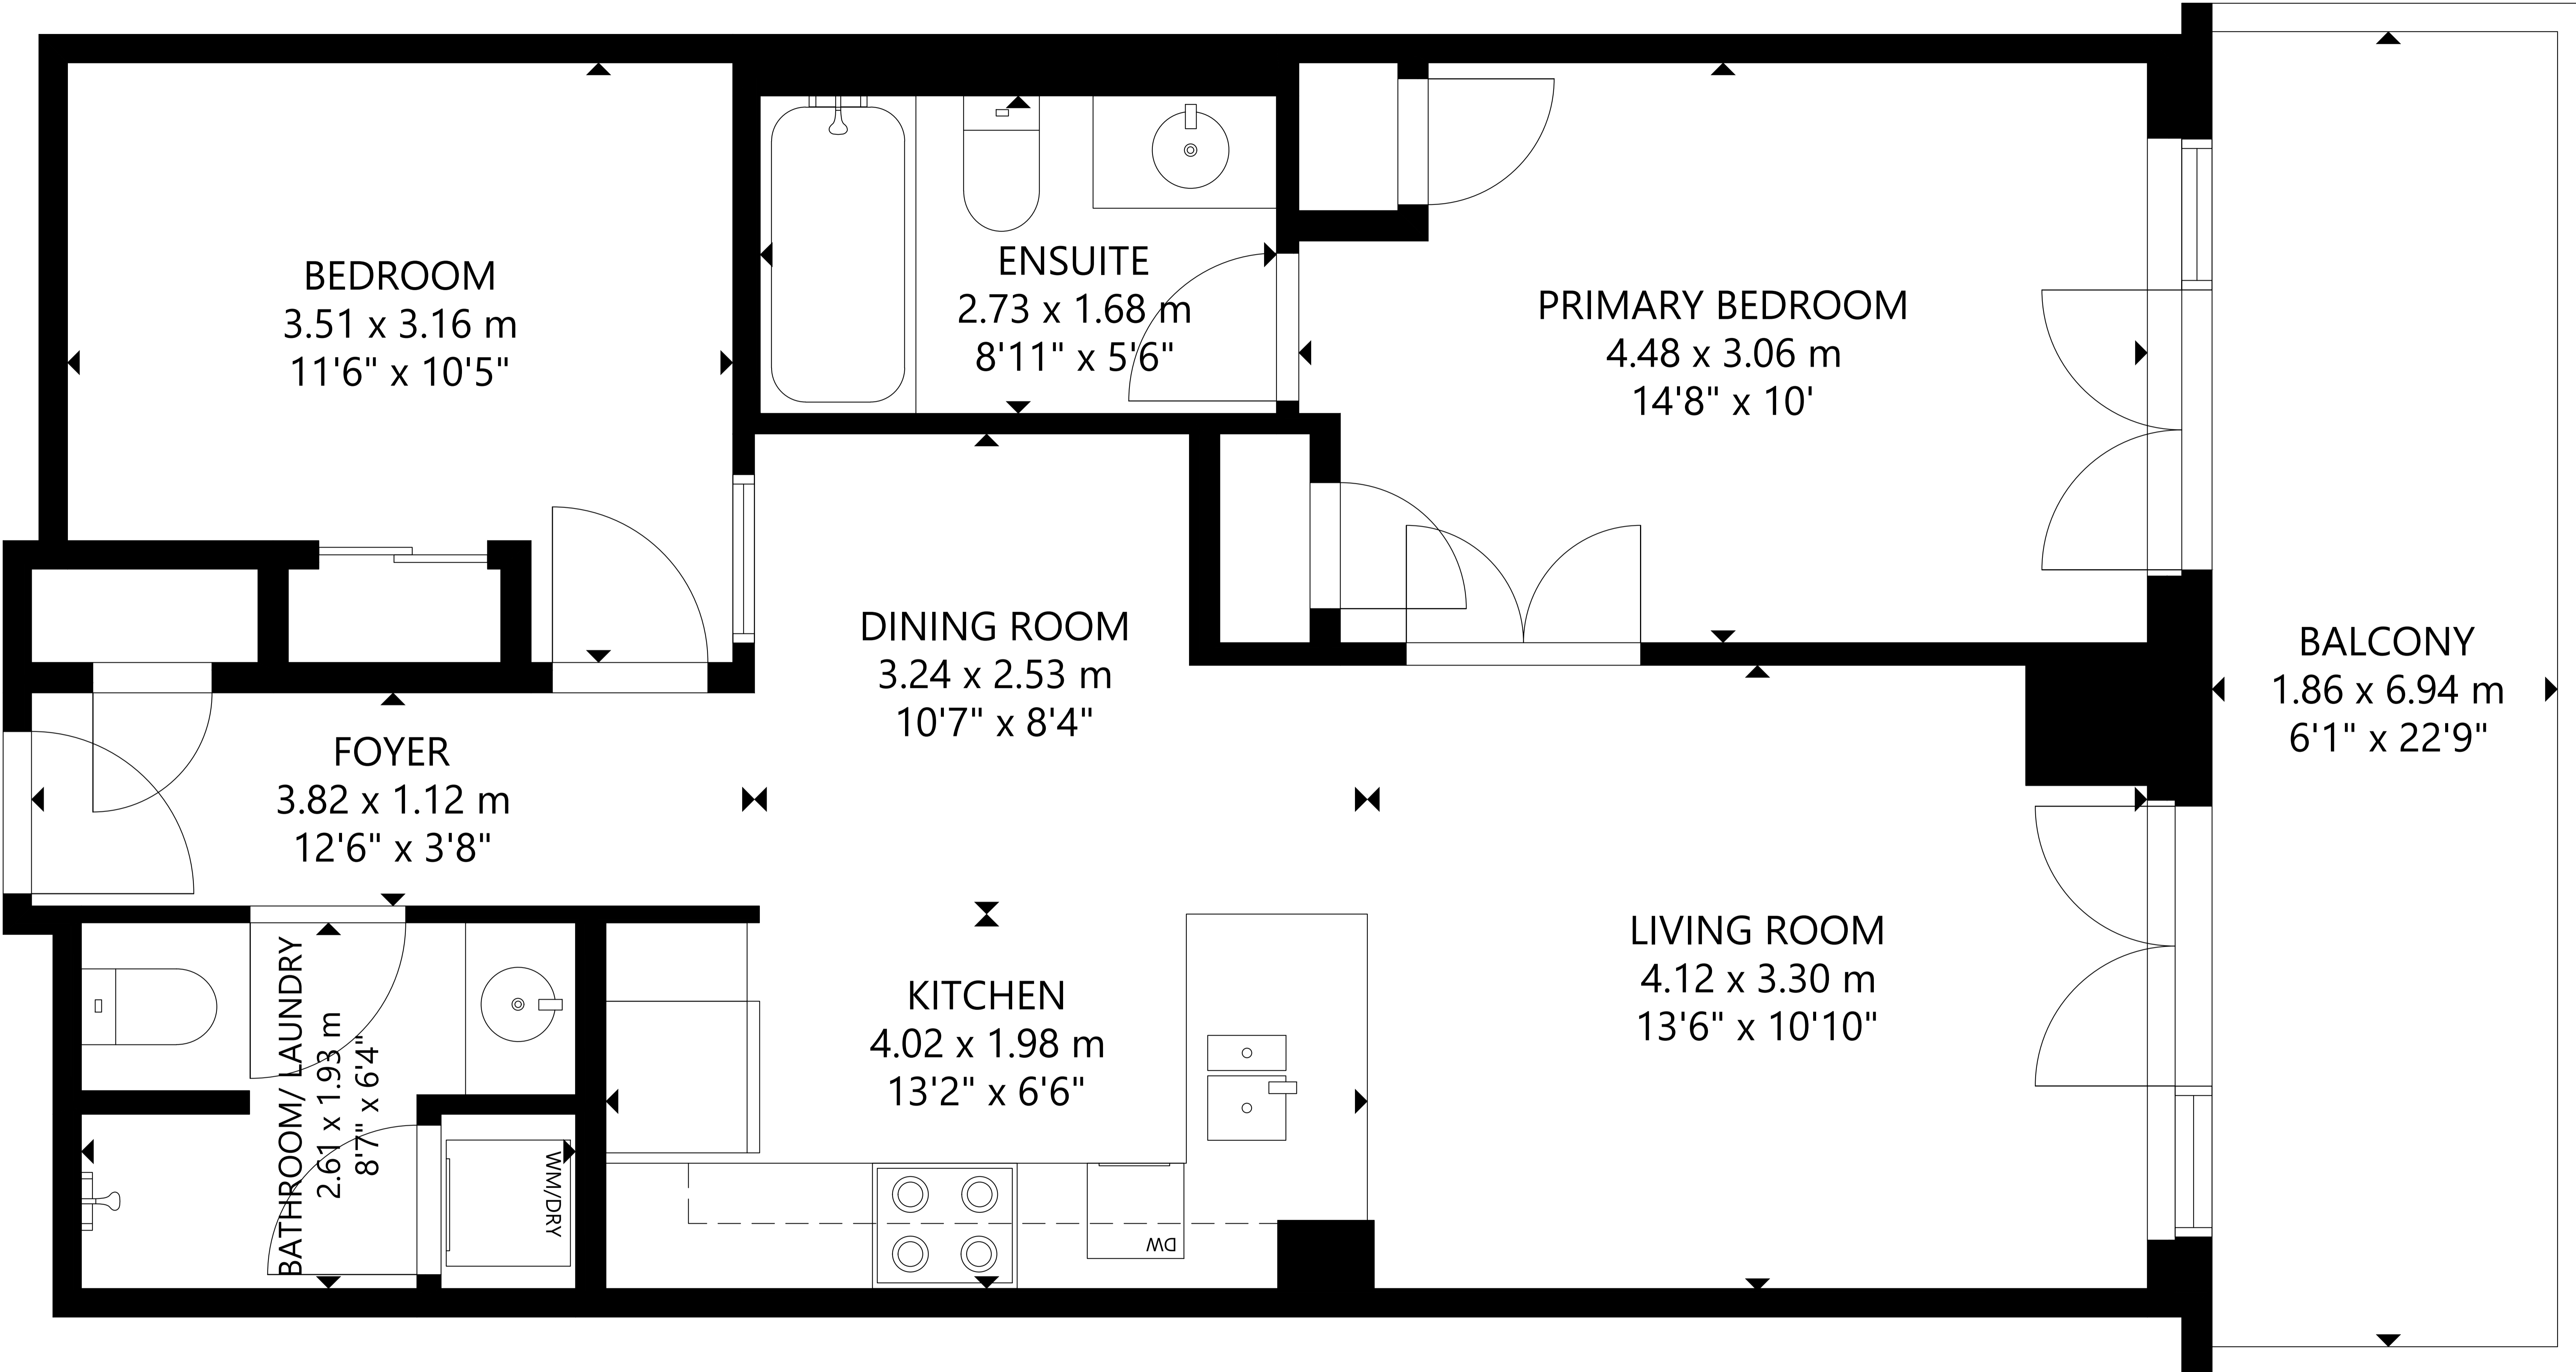 BEDROOM
3.51 x 3.16 m
11'6" x 10'5"
ENSUITE
2.73 x 1.68 m
8'11" x 5'6"
PRIMARY BEDROOM
4.48 x 3.06 m
14'8" x 10'
DINING ROOM
3.24 x 2.53 m
10'7" x 8'4"
BALCONY
1.86 x 6.94 m
6'1" x 22'9"
FOYER
3.82 x 1.12 m
12'6" x 3'8"
BATHROOM/ LAUNDRY
2.61 x 1.93 m
8'7" x 6'4"
WM/DRY
KITCHEN
4.02 x 1.98 m
13'2" x 6'6"
DW
LIVING ROOM
4.12 x 3.30 m
13'6" x 10'10"